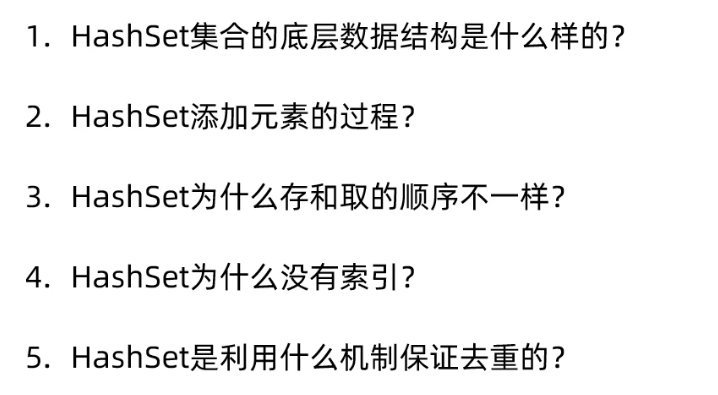 1. HashSet集合的底层数据结构是什么样的?
2. HashSet添加元素的过程?
3. HashSet为什么存和取的顺序不一样?
4. HashSet为什么没有索引?
5. HashSet是利用什么机制保证去重的?